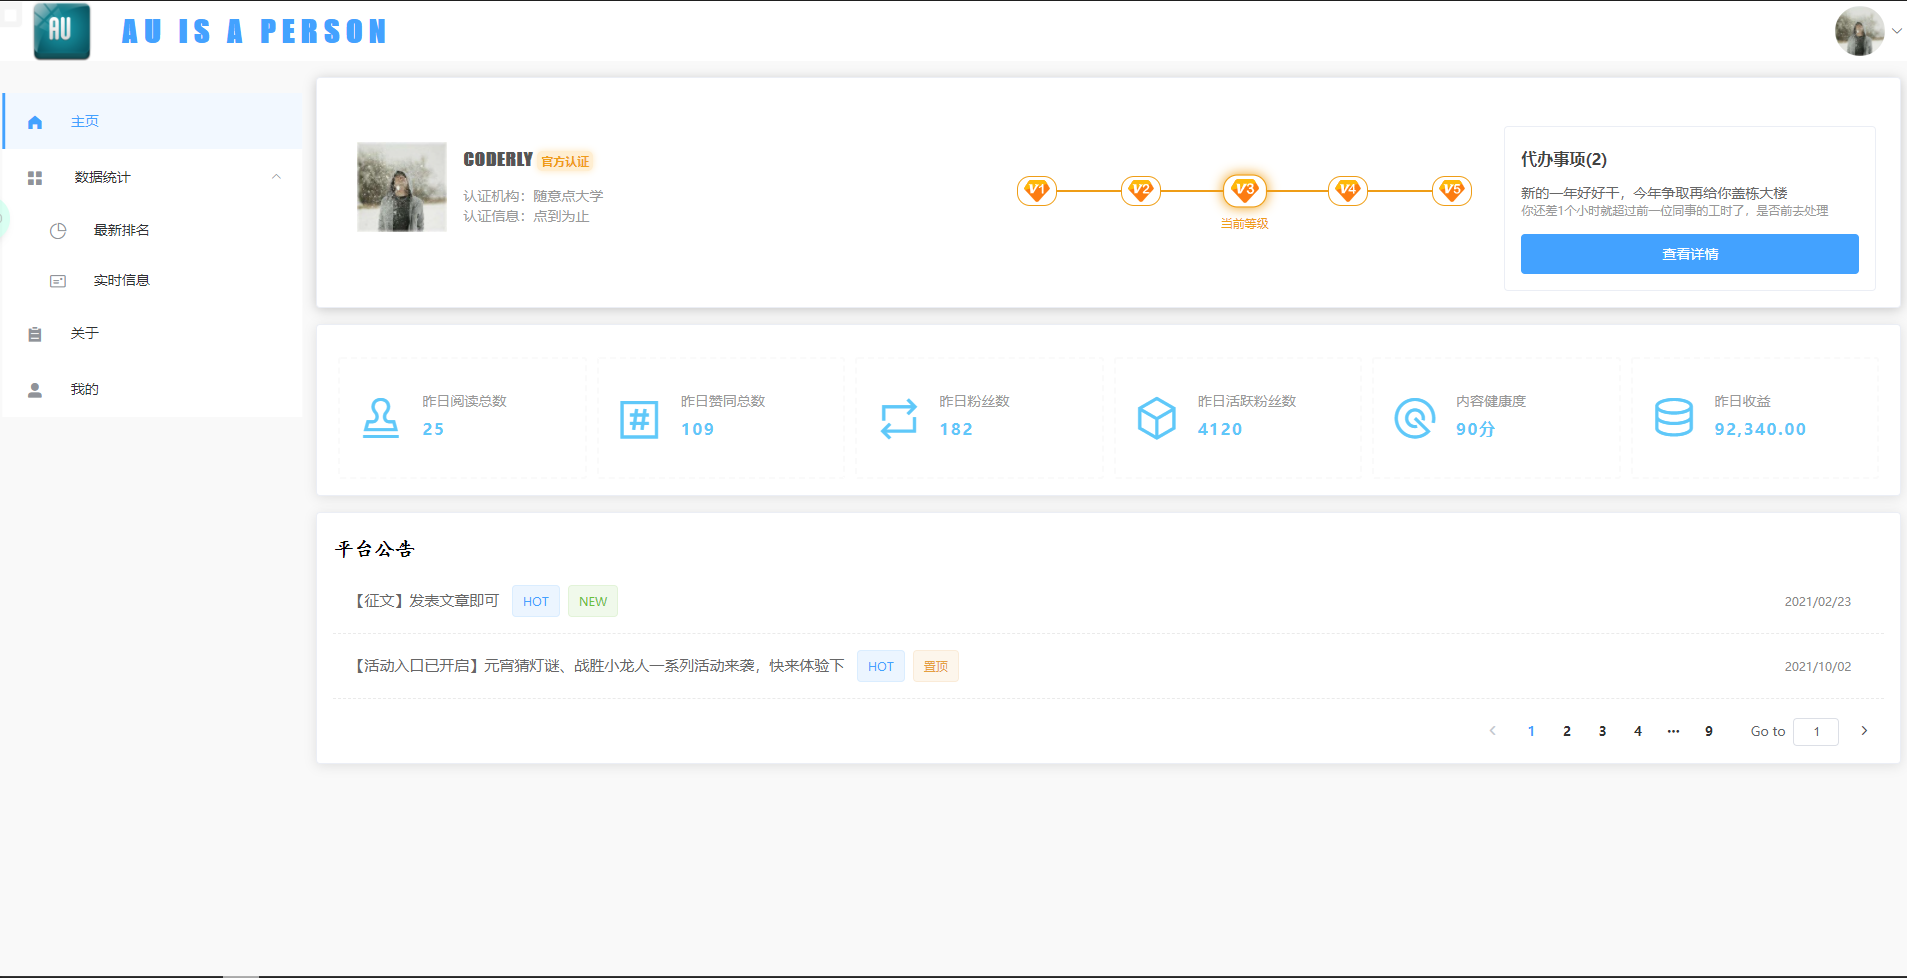 AU
AU IS A PERSON
主页
数据统计
最新排名
实时信息
关于
我的
CODERLY 官方认证
认证机构：随意点大学
认证信息：点到为止
V1 V2 V3 V4 V5
当前等级
代办事项(2)
新的一年好好干，今年争取再给你盖栋大楼
你还差1个小时就超过前一位同事的工时了，是否前去处理
查看详情
昨日阅读总数
25
昨日赞同总数
109
昨日粉丝数
182
昨日活跃粉丝数
4120
内容健康度
90分
昨日收益
92,340.00
平台公告
【征文】发表文章即可 HOT NEW 2021/02/23
【活动入口已开启】元宵猜灯谜、战胜小龙人一系列活动来袭，快来体验下 HOT 置顶 2021/10/02
1 2 3 4 ··· 9 Go to 1